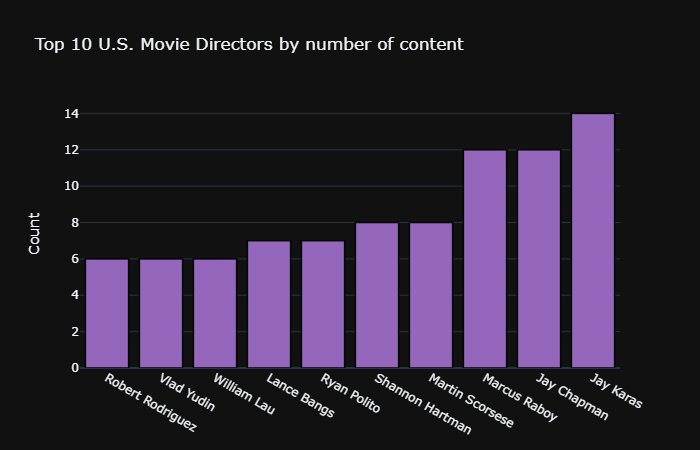 Top 10 U.S. Movie Directors by number of content
Count
14
12
10
8
6
4
2
0
Robert Rodriguez
Vlad Yudin
William Lau
Lance Bangs
Ryan Polito
Shannon Hartman
Martin Scorsese
Marcus Raboy
Jay Chapman
Jay Karas